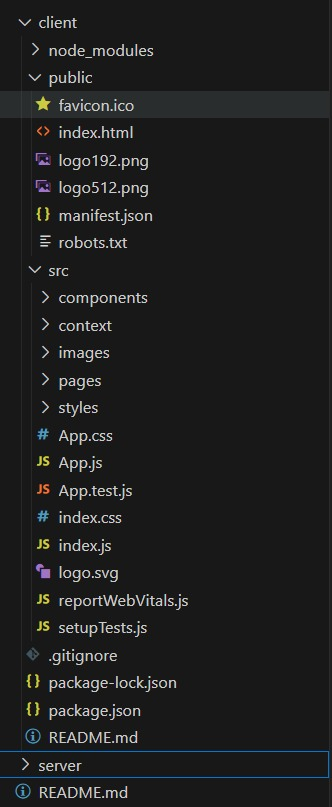 client
node_modules
public
favicon.ico
index.html
logo192.png
logo512.png
manifest.json
robots.txt
src
components
context
images
pages
styles
App.css
App.js
App.test.js
index.css
index.js
logo.svg
reportWebVitals.js
setupTests.js
.gitignore
package-lock.json
package.json
README.md
server
README.md